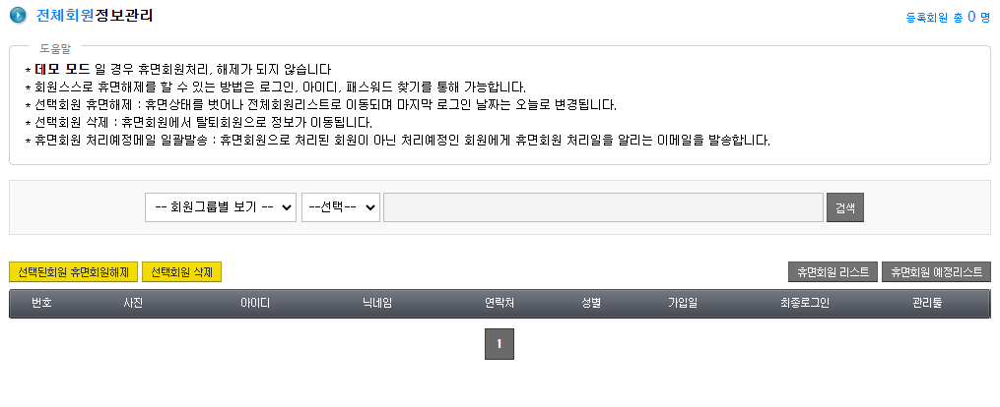 전체회원정보관리
등록회원 총 0 명
도움말
* 데모 모드 일 경우 휴면회원처리, 해제가 되지 않습니다
* 회원스스로 휴면해제를 할 수 있는 방법은 로그인, 아이디, 패스워드 찾기를 통해 가능합니다.
* 선택회원 휴면해제 : 휴면상태를 벗어나 전체회원리스트로 이동되며 마지막 로그인 날짜는 오늘로 변경됩니다.
* 선택회원 삭제 : 휴면회원에서 탈퇴회원으로 정보가 이동됩니다.
* 휴면회원 처리예정메일 일괄발송 : 휴면회원으로 처리된 회원이 아닌 처리예정인 회원에게 휴면회원 처리일을 알리는 이메일을 발송합니다.
-- 회원그룹별 보기 -- --선택-- 검색
선택된회원 휴면회원해제 선택회원 삭제 휴면회원 리스트 휴면회원 예정리스트
번호 사진 아이디 닉네임 연락처 성별 가입일 최종로그인 관리툴
1